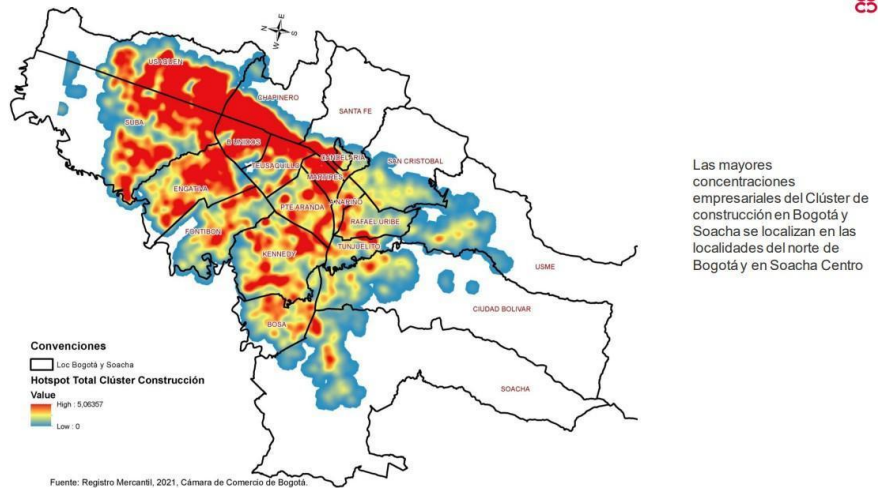 N
E
W
S
USAQUEN
CHAPINERO
SANTA FE
SUBA
B UNIDOS
CANDELARIA
SAN CRISTOBAL
TEUSAQUILLO
MARTIRES
ENGATIVA
PTE ARANDA
A NARIÑO
RAFAEL URIBE
FONTIBON
TUNJUELITO
KENNEDY
USME
CIUDAD BOLIVAR
BOSA
SOACHA
Las mayores
concentraciones
empresariales del Clúster de
construcción en Bogotá y
Soacha se localizan en las
localidades del norte de
Bogotá y en Soacha Centro
Convenciones
Loc Bogotá y Soacha
Hotspot Total Clúster Construcción
Value
High : 5,06357
Low : 0
Fuente: Registro Mercantil, 2021, Cámara de Comercio de Bogotá.